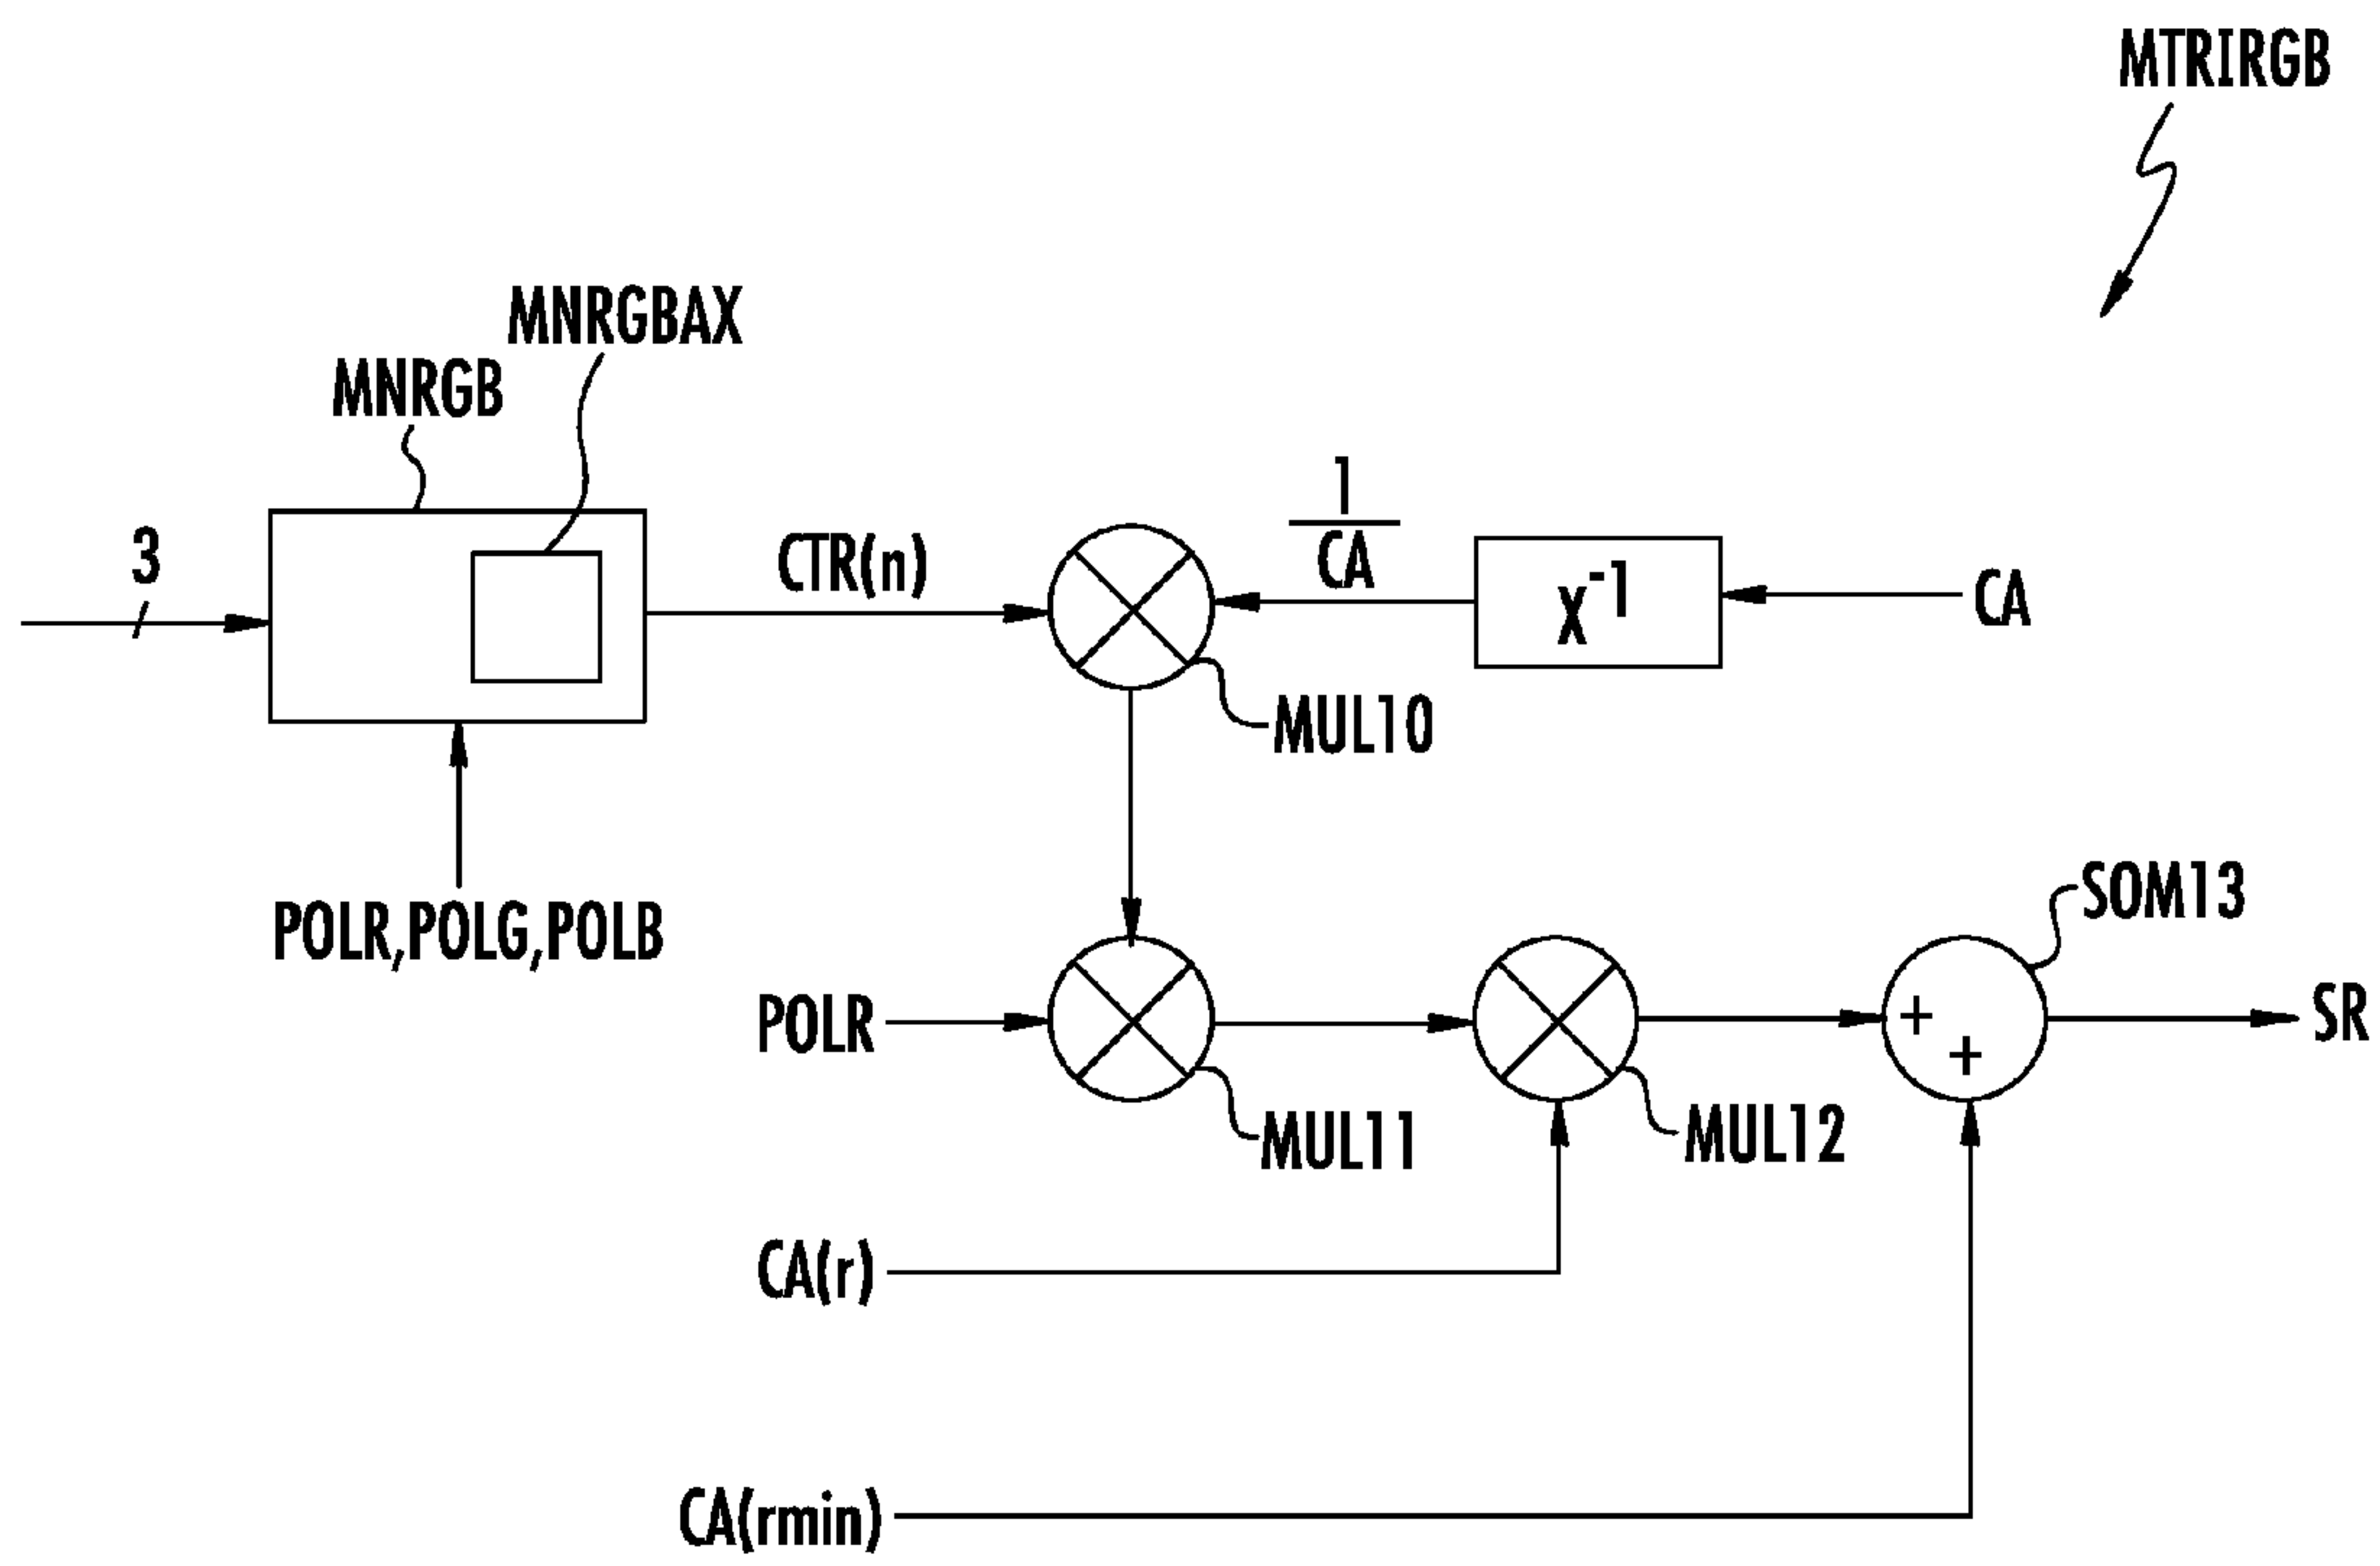 MTRIRGB
MNRGBAX
MNRGB
3
CTR(n)
1
CA
X-1
CA
MUL10
POLR,POLG,POLB
SOM13
POLR
+
+
SR
MUL11
MUL12
CA(r)
CA(rmin)